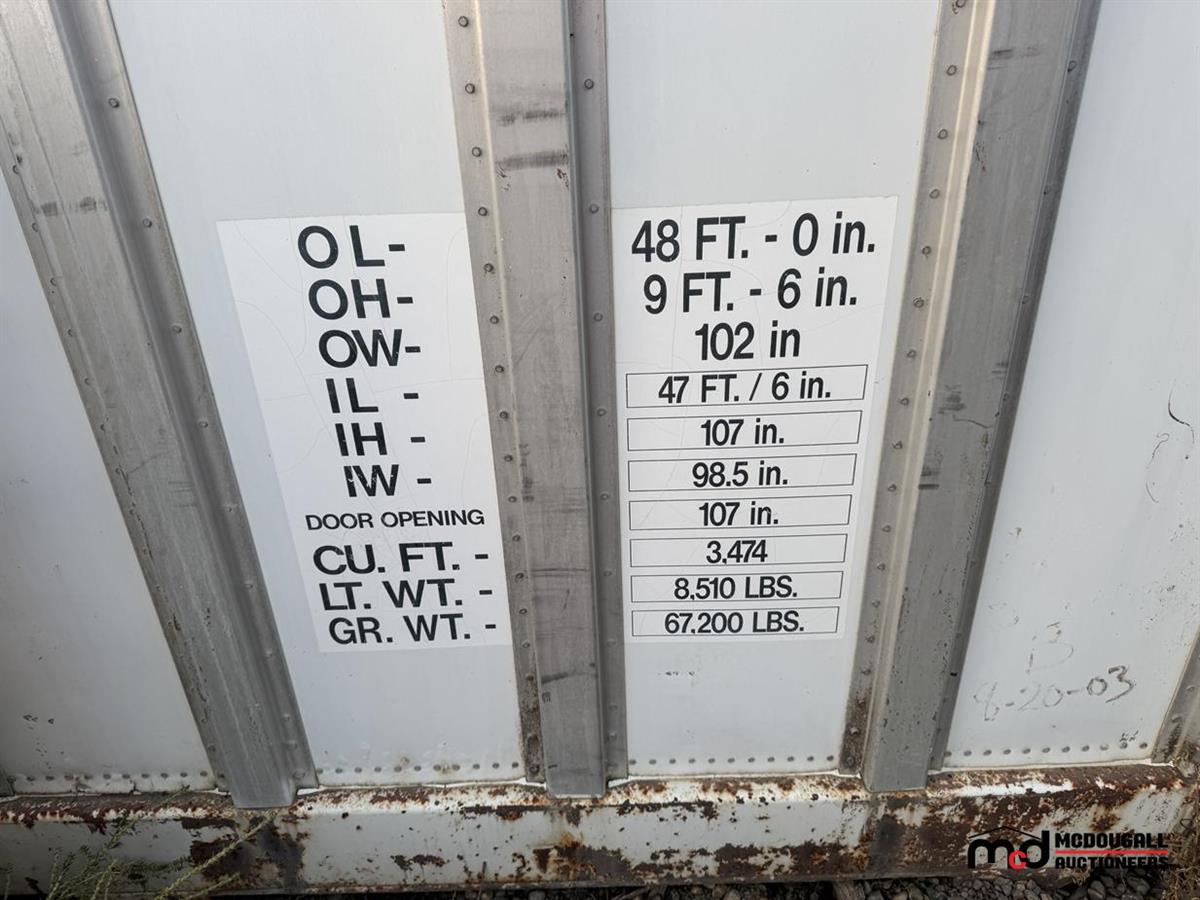 OL- 48 FT. - 0 in.
OH- 9 FT. - 6 in.
OW- 102 in
IL - 47 FT. / 6 in.
IH - 107 in.
IW - 98.5 in.
DOOR OPENING 107 in.
CU. FT. - 3,474
LT. WT. - 8,510 LBS.
GR. WT. - 67,200 LBS.
B
8-20-03
mcd MCDOUGALL
AUCTIONEERS